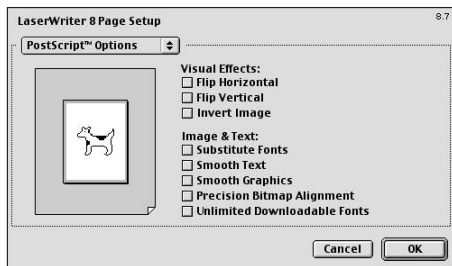 LaserWriter 8 Page Setup
8.7
PostScript™ Options
Visual Effects:
Flip Horizontal
Flip Vertical
Invert Image
Image & Text:
Substitute Fonts
Smooth Text
Smooth Graphics
Precision Bitmap Alignment
Unlimited Downloadable Fonts
Cancel
OK